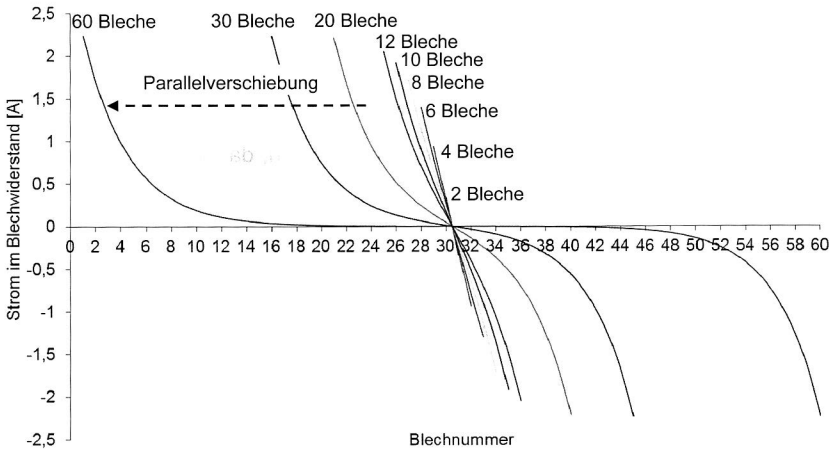 2,5
60 Bleche
30 Bleche
20 Bleche
12 Bleche
10 Bleche
8 Bleche
6 Bleche
4 Bleche
2 Bleche
Parallelverschiebung
2
1,5
1
0,5
0
-0,5
-1
-1,5
-2
-2,5
Strom im Blechwiderstand [A]
0 2 4 6 8 10 12 14 16 18 20 22 24 26 28 30 32 34 36 38 40 42 44 46 48 50 52 54 56 58 60
Blechnummer